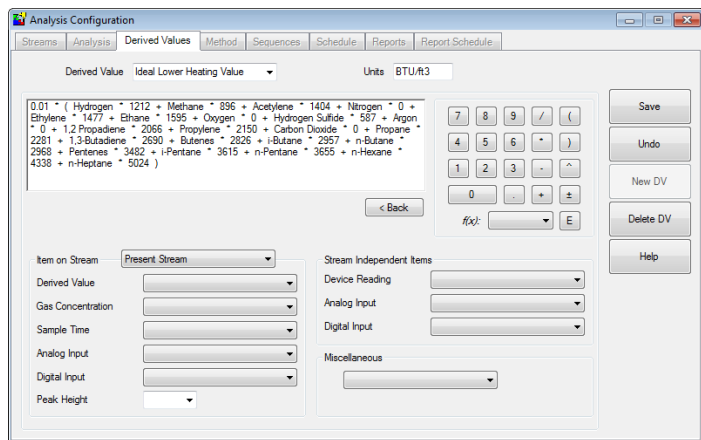 Analysis Configuration
Streams Analysis Derived Values Method Sequences Schedule Reports Report Schedule
Derived Value Ideal Lower Heating Value Units BTU/ft3
0.01 * ( Hydrogen * 1212 + Methane * 896 + Acetylene * 1404 + Nitrogen * 0 +
Ethylene * 1477 + Ethane * 1595 + Oxygen * 0 + Hydrogen Sulfide * 587 + Argon
* 0 + 1,2 Propadiene * 2066 + Propylene * 2150 + Carbon Dioxide * 0 + Propane *
2281 + 1,3-Butadiene * 2690 + Butenes * 2826 + i-Butane * 2957 + n-Butane *
2968 + Pentenes * 3482 + i-Pentane * 3615 + n-Pentane * 3655 + n-Hexane *
4338 + n-Heptane * 5024 )
< Back
7 8 9 / (
4 5 6 * )
1 2 3 - ^
0 . + ±
f(x): E
Save
Undo
New DV
Delete DV
Help
Item on Stream Present Stream
Derived Value
Gas Concentration
Sample Time
Analog Input
Digital Input
Peak Height
Stream Independent Items
Device Reading
Analog Input
Digital Input
Miscellaneous